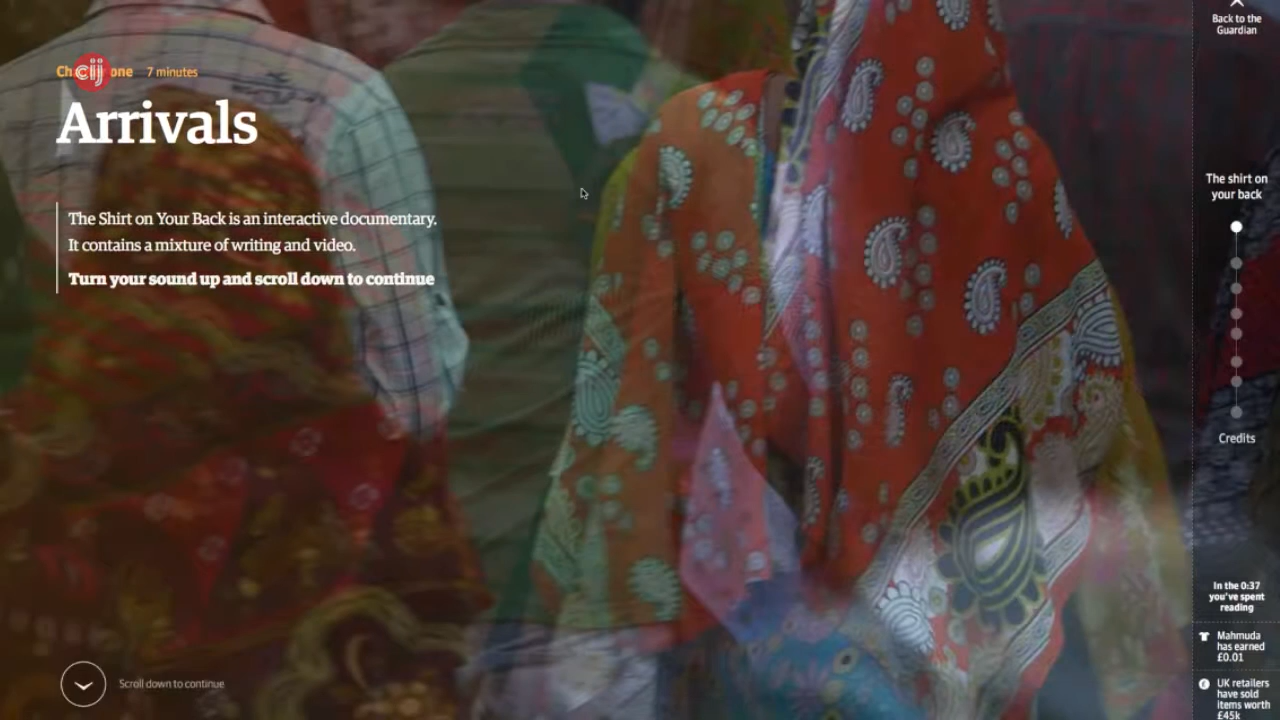 Back to the
Guardian
Ch cij one 7 minutes
Arrivals
The Shirt on Your Back is an interactive documentary.
It contains a mixture of writing and video.
Turn your sound up and scroll down to continue
The shirt on
your back
Credits
In the 0:37
you've spent
reading
Mahmuda
has earned
£0.01
UK retailers
have sold
items worth
£45k
Scroll down to continue